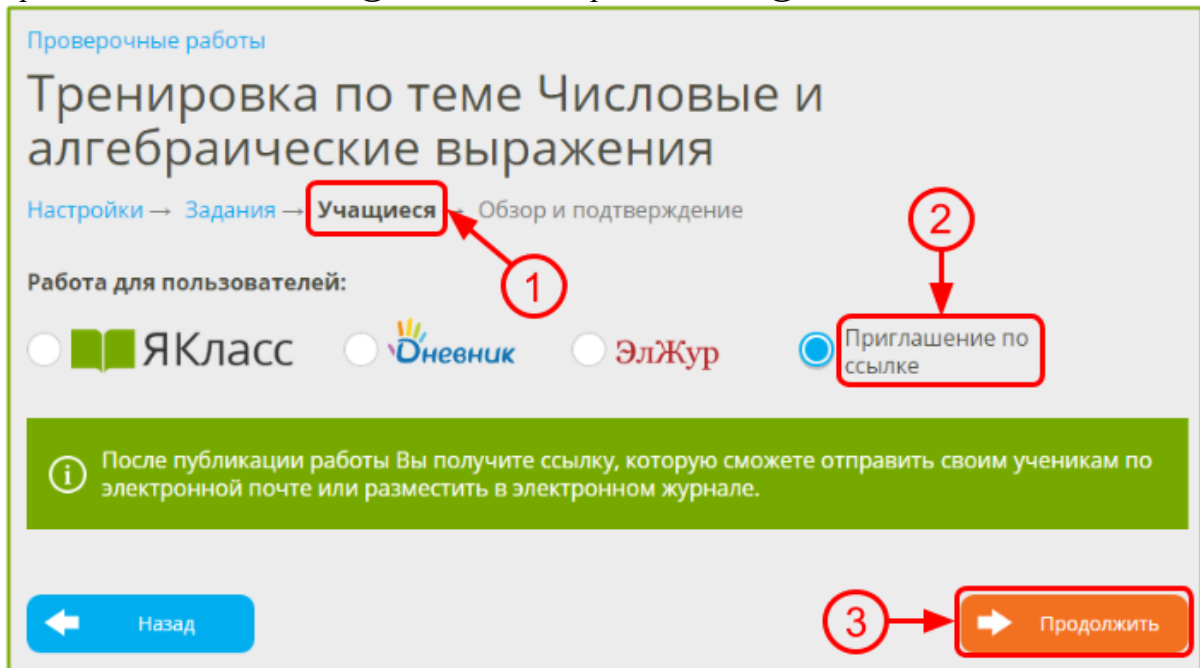 Проверочные работы
Тренировка по теме Числовые и
алгебраические выражения
Настройки → Задания → Учащиеся → Обзор и подтверждение
2
1
Работа для пользователей:
ЯКласс Дневник ЭлЖур Приглашение по
ссылке
i После публикации работы Вы получите ссылку, которую сможете отправить своим ученикам по
электронной почте или разместить в электронном журнале.
Назад 3 Продолжить